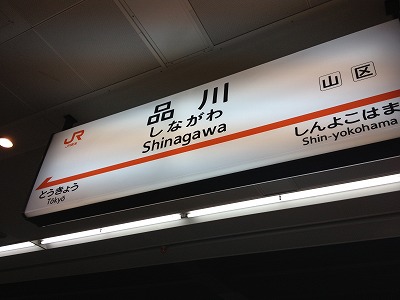 JR
品川
しながわ
Shinagawa
山 区
とうきょう
Tōkyō
しんよこはま
Shin-yokohama